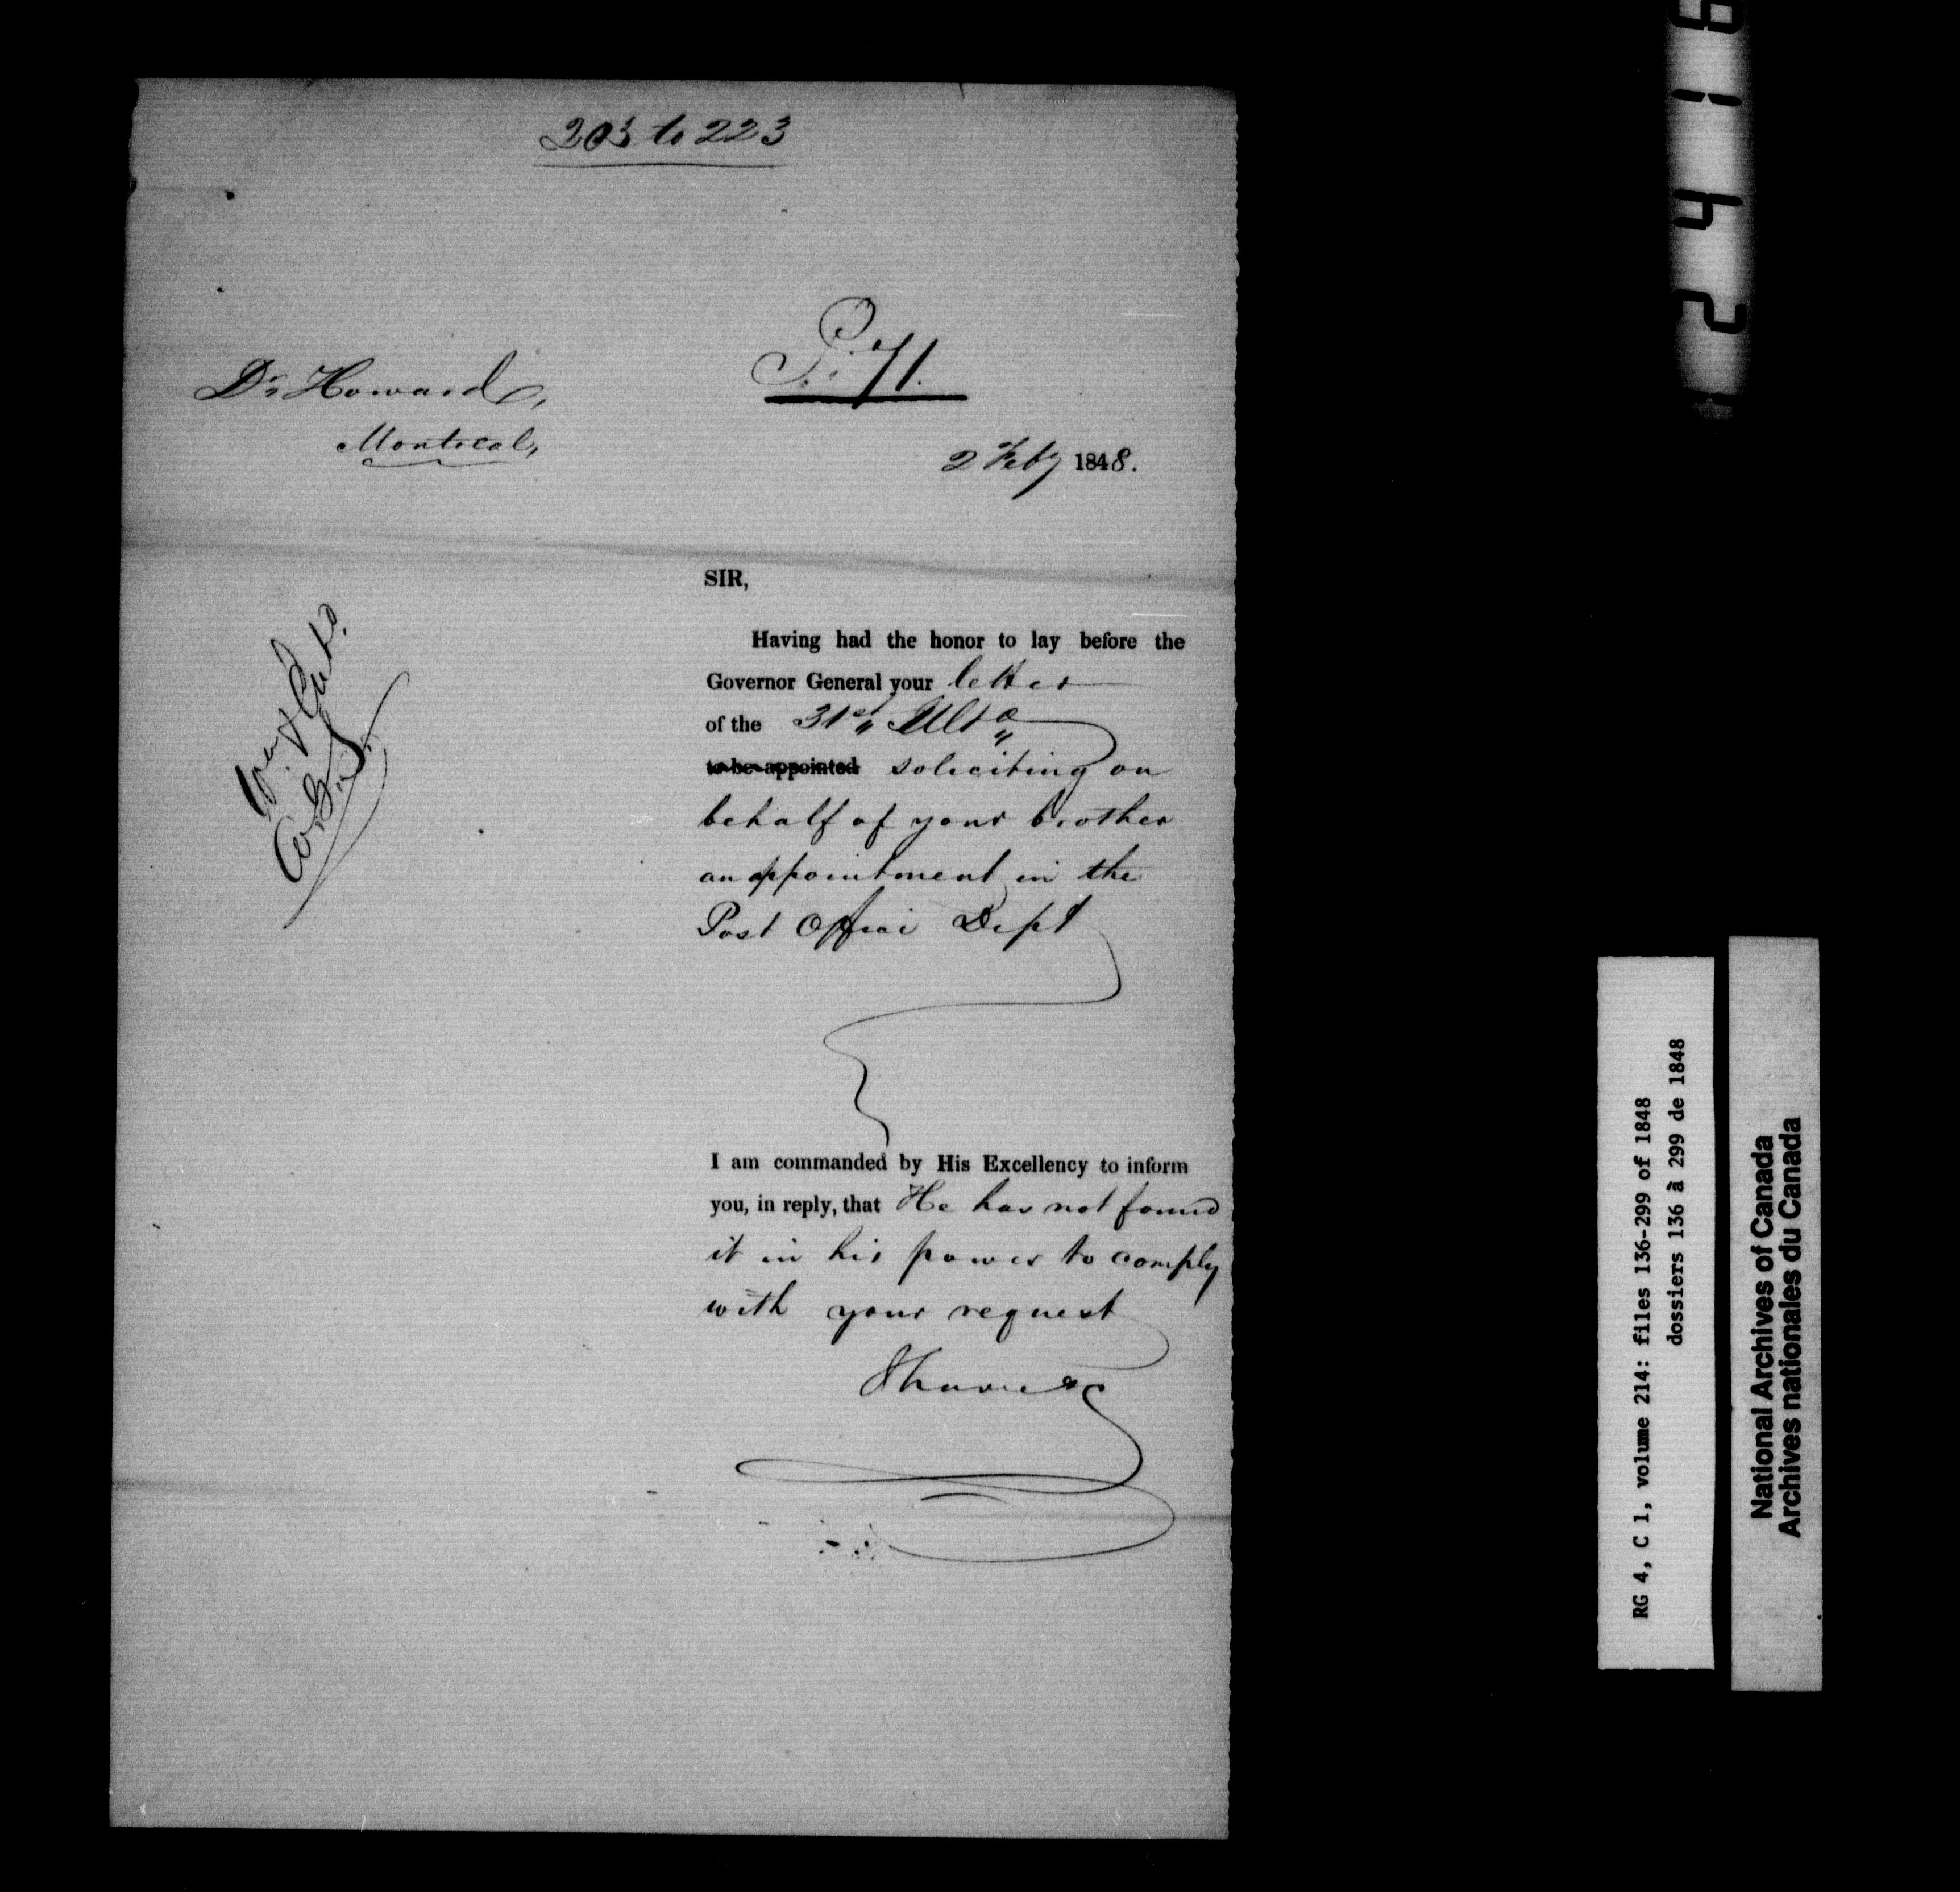 203 to 223
Dr Howard,
Montreal,
P. 71.
2 Feby 1848.
SIR,
Having had the honor to lay before the
Governor General your letter
of the 31st Ulto
to be appointed soliciting on
behalf of your brother
an appointment in the
Post Office Dept
I am commanded by His Excellency to inform
you, in reply, that He has not found
it in his power to comply
with your request
I have &c
RG 4, C 1, volume 214: files 136-299 of 1848
dossiers 136 à 299 de 1848
National Archives of Canada
Archives nationales du Canada